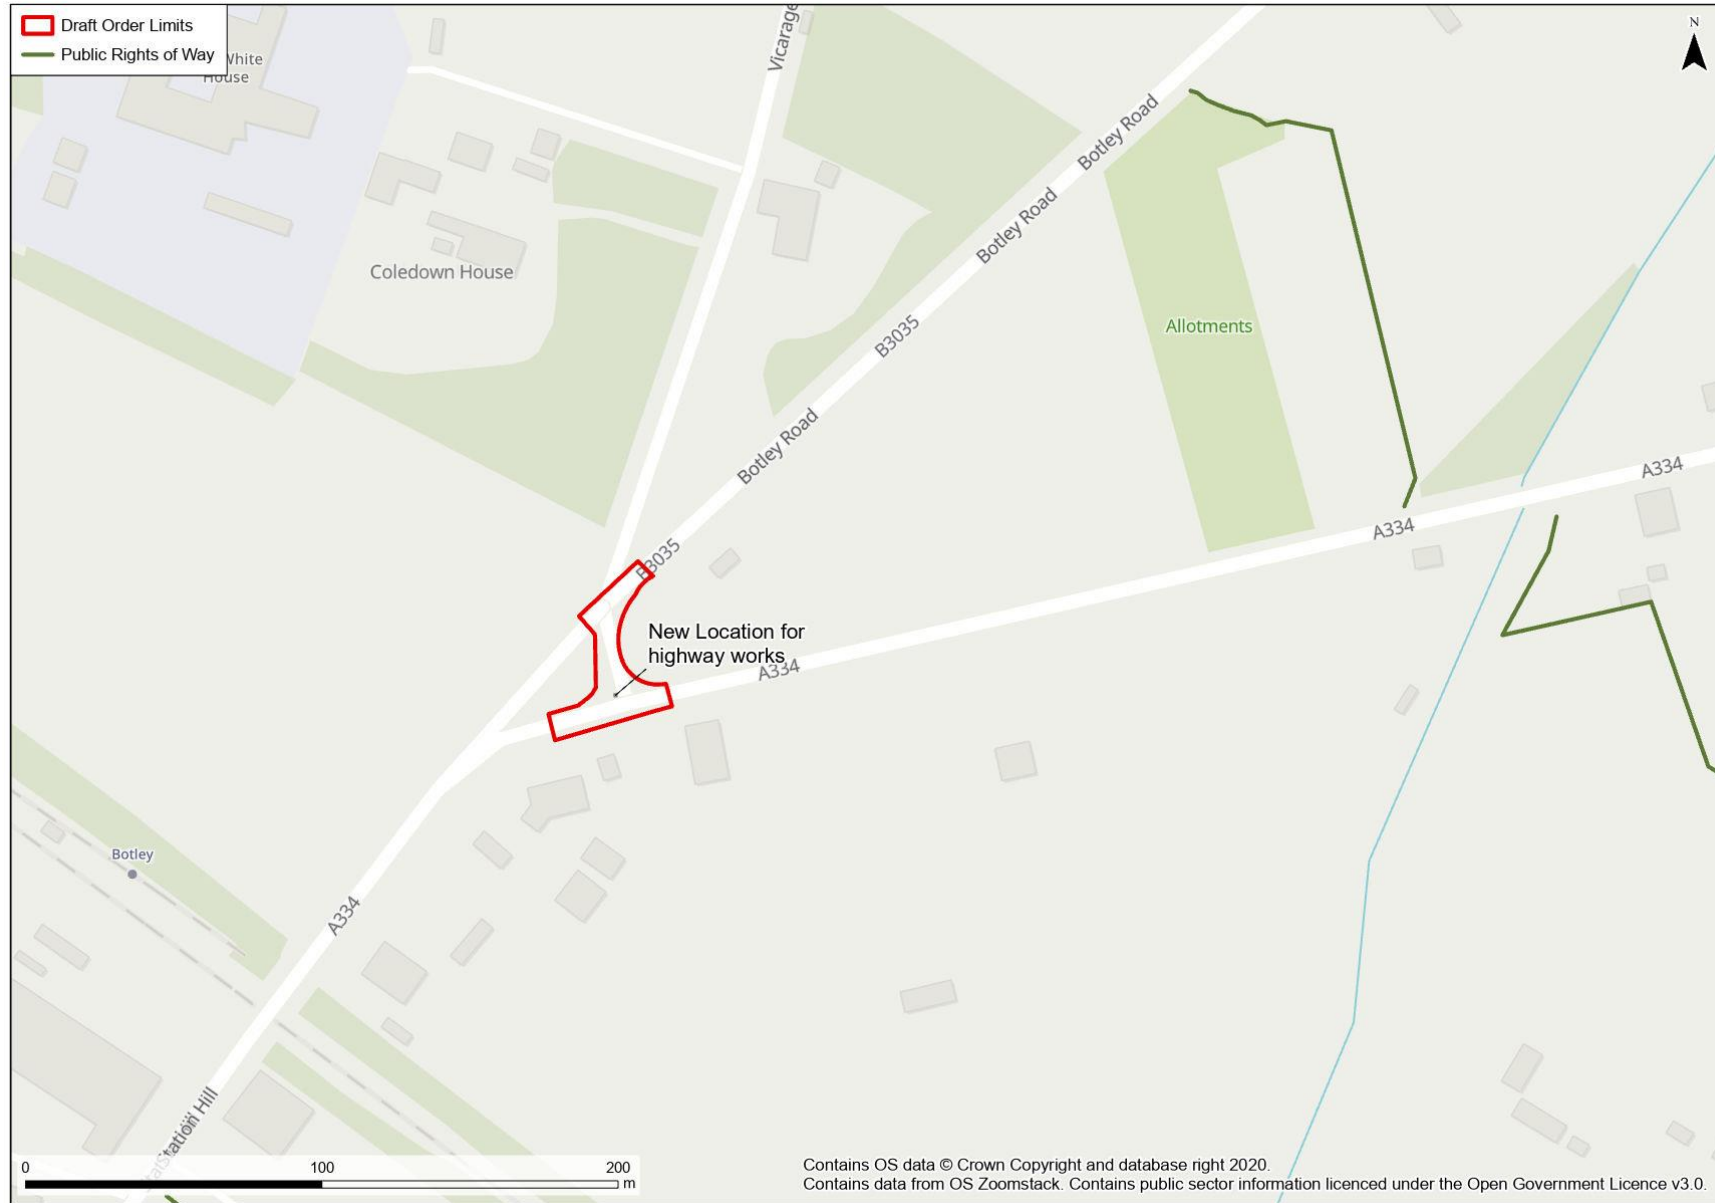 Draft Order Limits
Public Rights of Way
N
White
House
Vicarage
Botley Road
Botley Road
Coledown House
B3035
Allotments
Botley Road
A334
A334
B3035
New Location for
highway works
A334
Botley
A334
Station Hill
0 100 200
m
Contains OS data © Crown Copyright and database right 2020.
Contains data from OS Zoomstack. Contains public sector information licenced under the Open Government Licence v3.0.